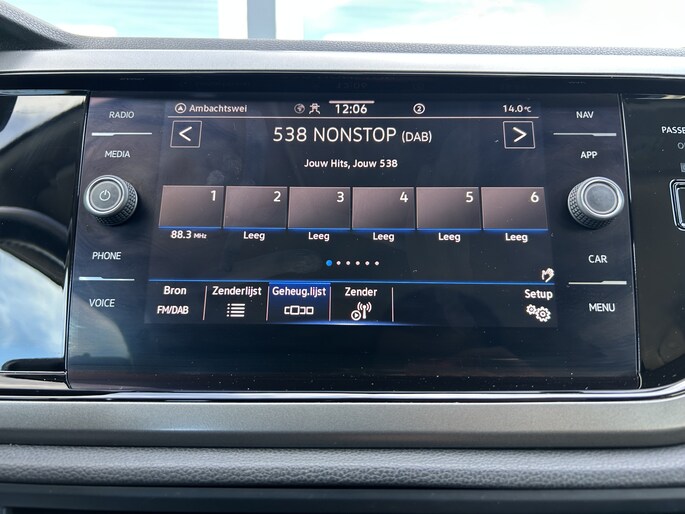 RADIO
MEDIA
PHONE
VOICE
Ambachtswei 12:06 2 14.0°C
538 NONSTOP (DAB)
Jouw Hits, Jouw 538
1 2 3 4 5 6
88.3 MHz Leeg Leeg Leeg Leeg Leeg
Bron Zenderlijst Geheug.lijst Zender Setup
FM/DAB
NAV
APP
CAR
MENU